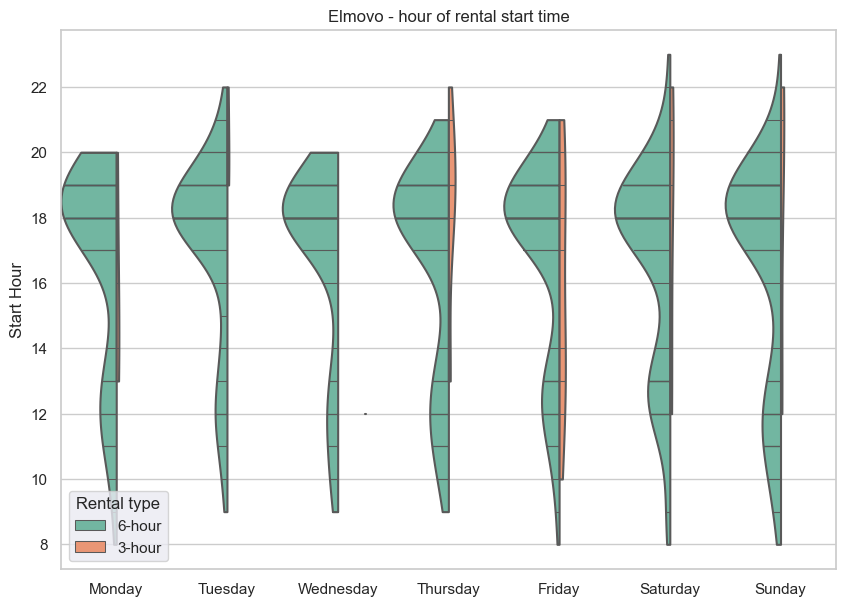 Elmovo - hour of rental start time
Start Hour
22
20
18
16
14
12
10
8
Rental type
6-hour
3-hour
Monday
Tuesday
Wednesday
Thursday
Friday
Saturday
Sunday